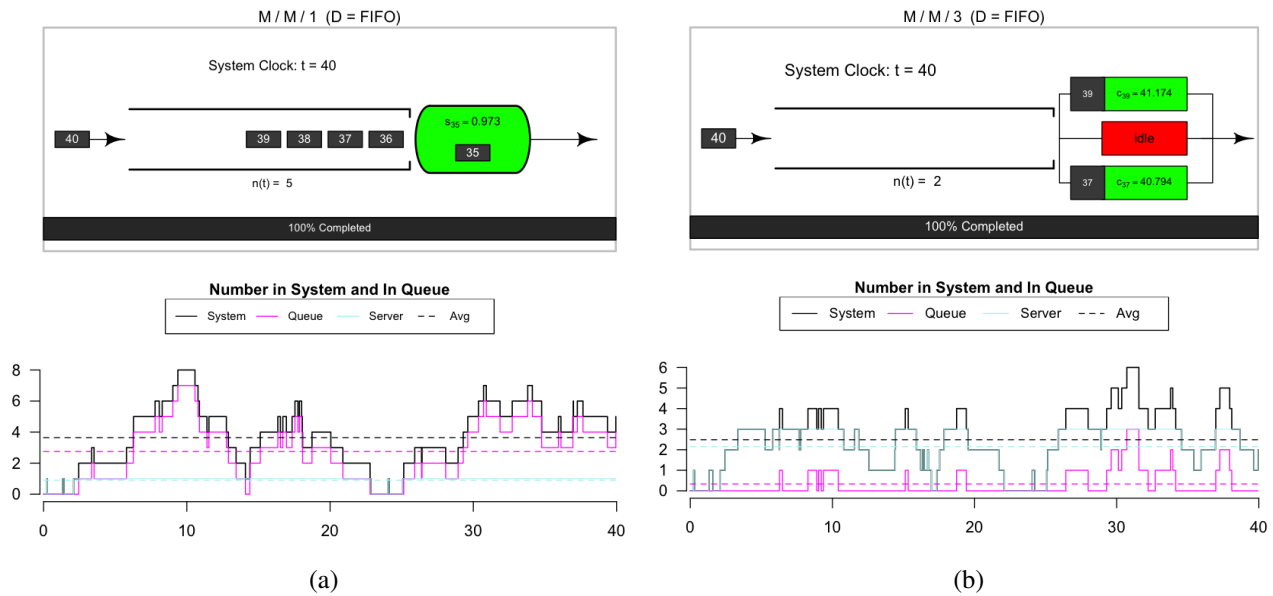 M / M / 1 (D = FIFO)
System Clock: t = 40
40
39 38 37 36
s35 = 0.973
35
n(t) = 5
100% Completed
Number in System and In Queue
System Queue Server Avg
8
6
4
2
0
0 10 20 30 40
(a)
M / M / 3 (D = FIFO)
System Clock: t = 40
39 c39 = 41.174
40
idle
37 c37 = 40.794
n(t) = 2
100% Completed
Number in System and In Queue
System Queue Server Avg
6
5
4
3
2
1
0
0 10 20 30 40
(b)